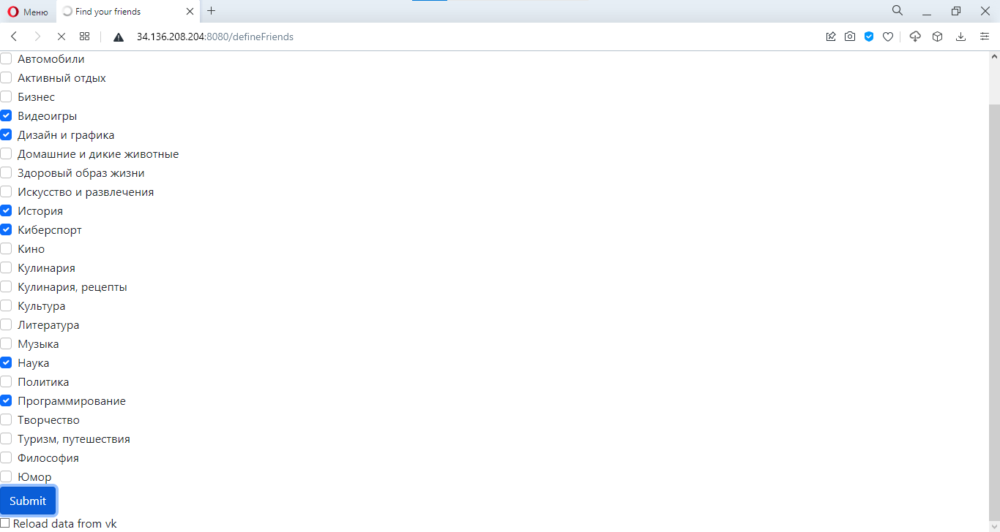 Меню
Find your friends
34.136.208.204:8080/defineFriends
Автомобили
Активный отдых
Бизнес
Видеоигры
Дизайн и графика
Домашние и дикие животные
Здоровый образ жизни
Искусство и развлечения
История
Киберспорт
Кино
Кулинария
Кулинария, рецепты
Культура
Литература
Музыка
Наука
Политика
Программирование
Творчество
Туризм, путешествия
Философия
Юмор
Submit
Reload data from vk